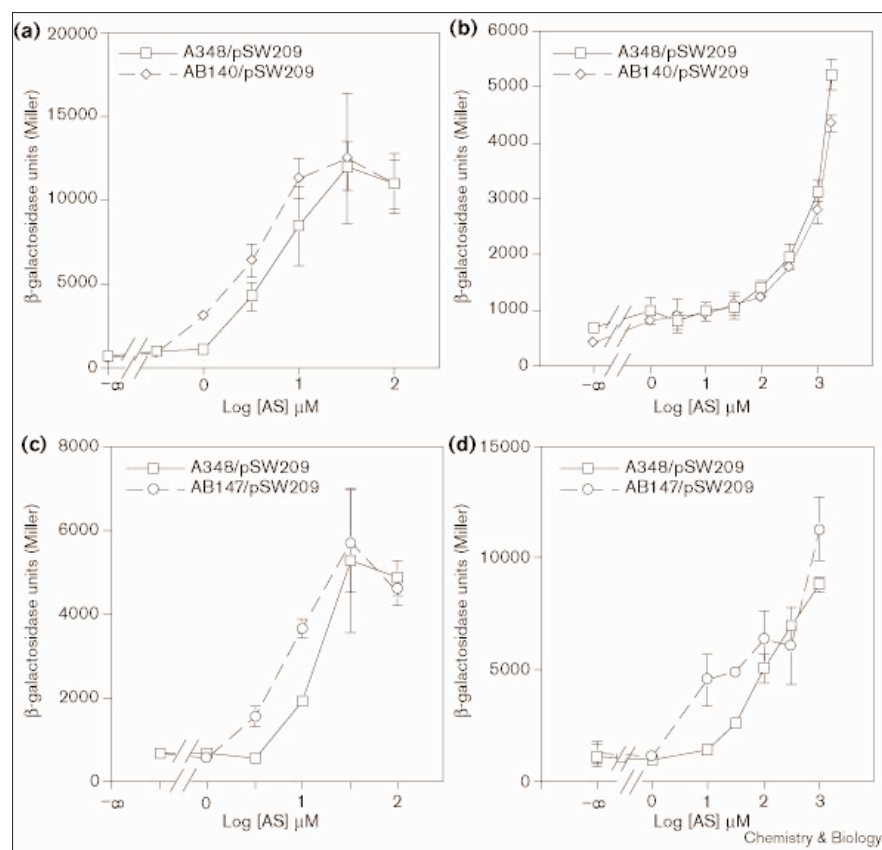 (a)
20000
15000
10000
5000
0
β-galactosidase units (Miller)
A348/pSW209
AB140/pSW209
−∞ 0 1 2
Log [AS] μM
(b)
6000
5000
4000
3000
2000
1000
0
β-galactosidase units (Miller)
A348/pSW209
AB140/pSW209
−∞ 0 1 2 3
Log [AS] μM
(c)
8000
6000
4000
2000
0
β-galactosidase units (Miller)
A348/pSW209
AB147/pSW209
−∞ 0 1 2
Log [AS] μM
(d)
15000
10000
5000
0
β-galactosidase units (Miller)
A348/pSW209
AB147/pSW209
−∞ 0 1 2 3
Log [AS] μM
Chemistry & Biology